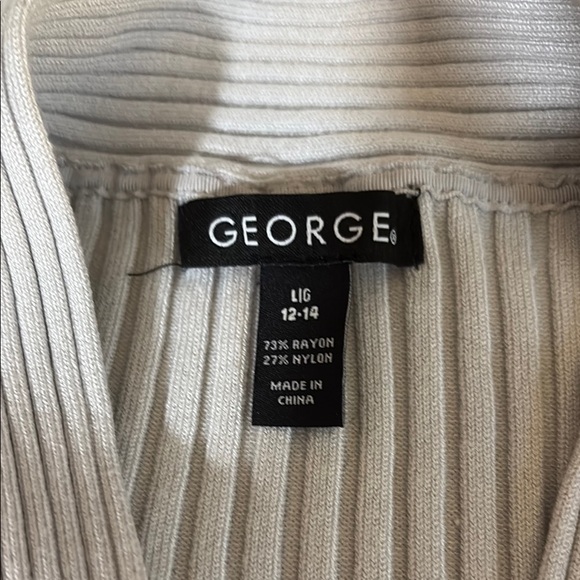 GEORGE®
L|G
12-14
73% RAYON
27% NYLON
MADE IN
CHINA